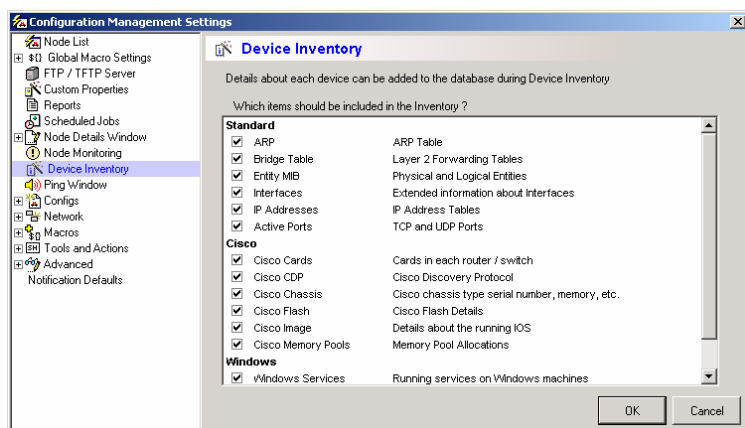 Configuration Management Settings
Node List
Global Macro Settings
FTP / TFTP Server
Custom Properties
Reports
Scheduled Jobs
Node Details Window
Node Monitoring
Device Inventory
Ping Window
Configs
Network
Macros
Tools and Actions
Advanced
Notification Defaults
Device Inventory
Details about each device can be added to the database during Device Inventory
Which items should be included in the Inventory ?
Standard
ARP ARP Table
Bridge Table Layer 2 Forwarding Tables
Entity MIB Physical and Logical Entities
Interfaces Extended information about Interfaces
IP Addresses IP Address Tables
Active Ports TCP and UDP Ports
Cisco
Cisco Cards Cards in each router / switch
Cisco CDP Cisco Discovery Protocol
Cisco Chassis Cisco chassis type serial number, memory, etc.
Cisco Flash Cisco Flash Details
Cisco Image Details about the running IOS
Cisco Memory Pools Memory Pool Allocations
Windows
Windows Services Running services on Windows machines
OK Cancel